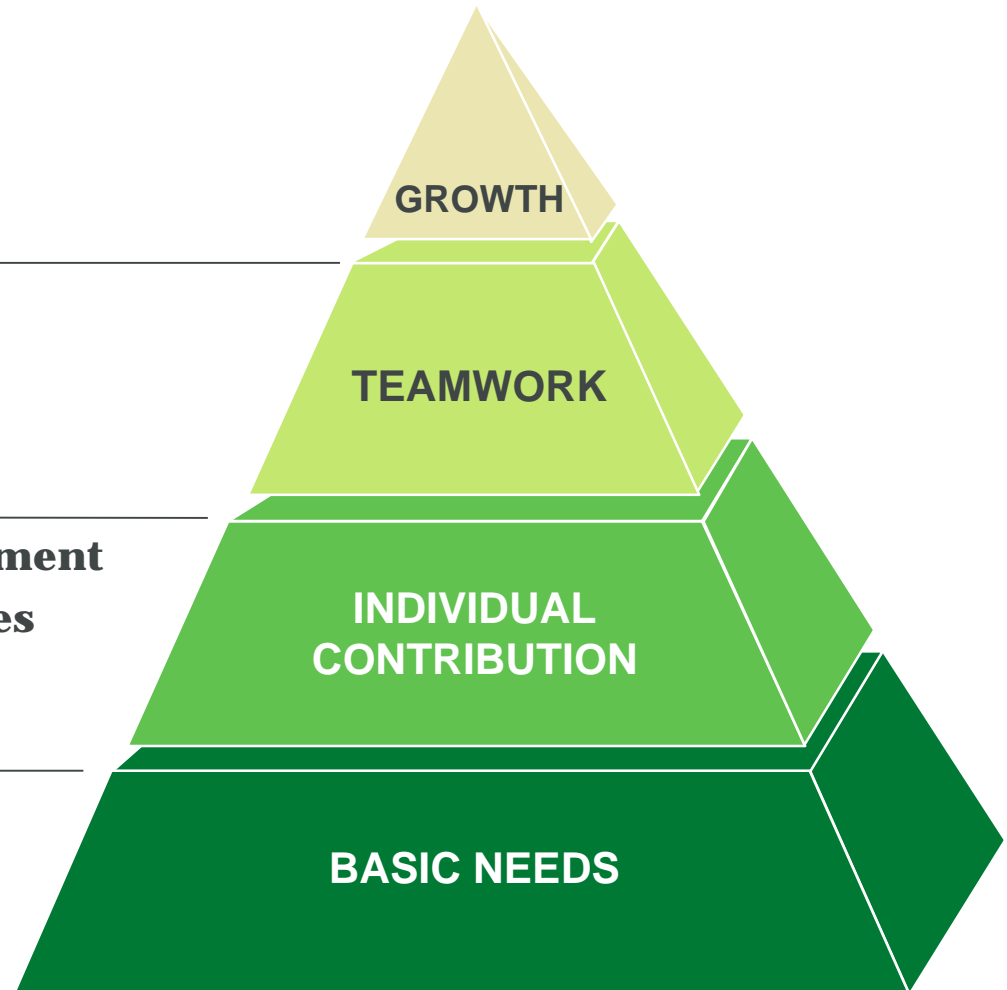 GROWTH
TEAMWORK
ment
es
INDIVIDUAL
CONTRIBUTION
BASIC NEEDS